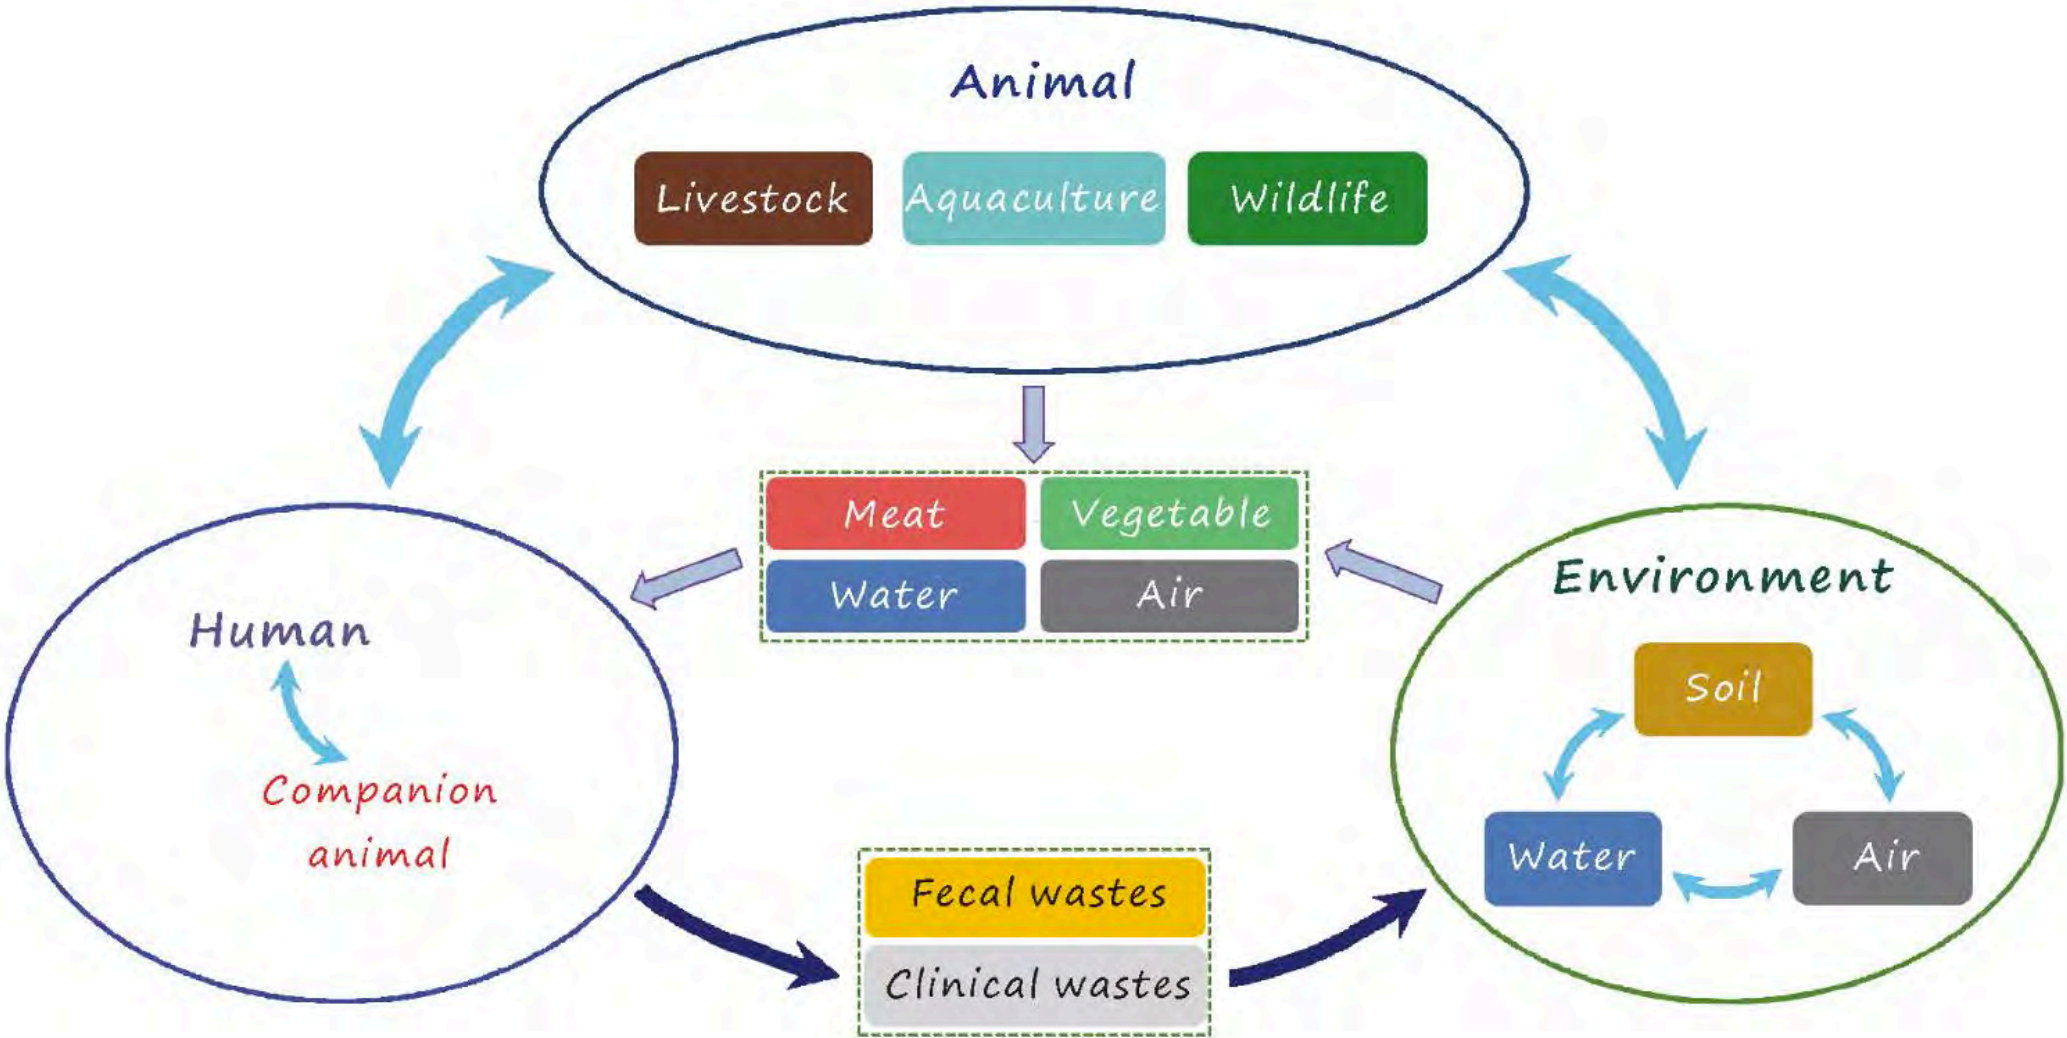 Animal
Livestock
Aquaculture
Wildlife
Meat
Vegetable
Water
Air
Human
Companion
animal
Environment
Soil
Water
Air
Fecal wastes
Clinical wastes